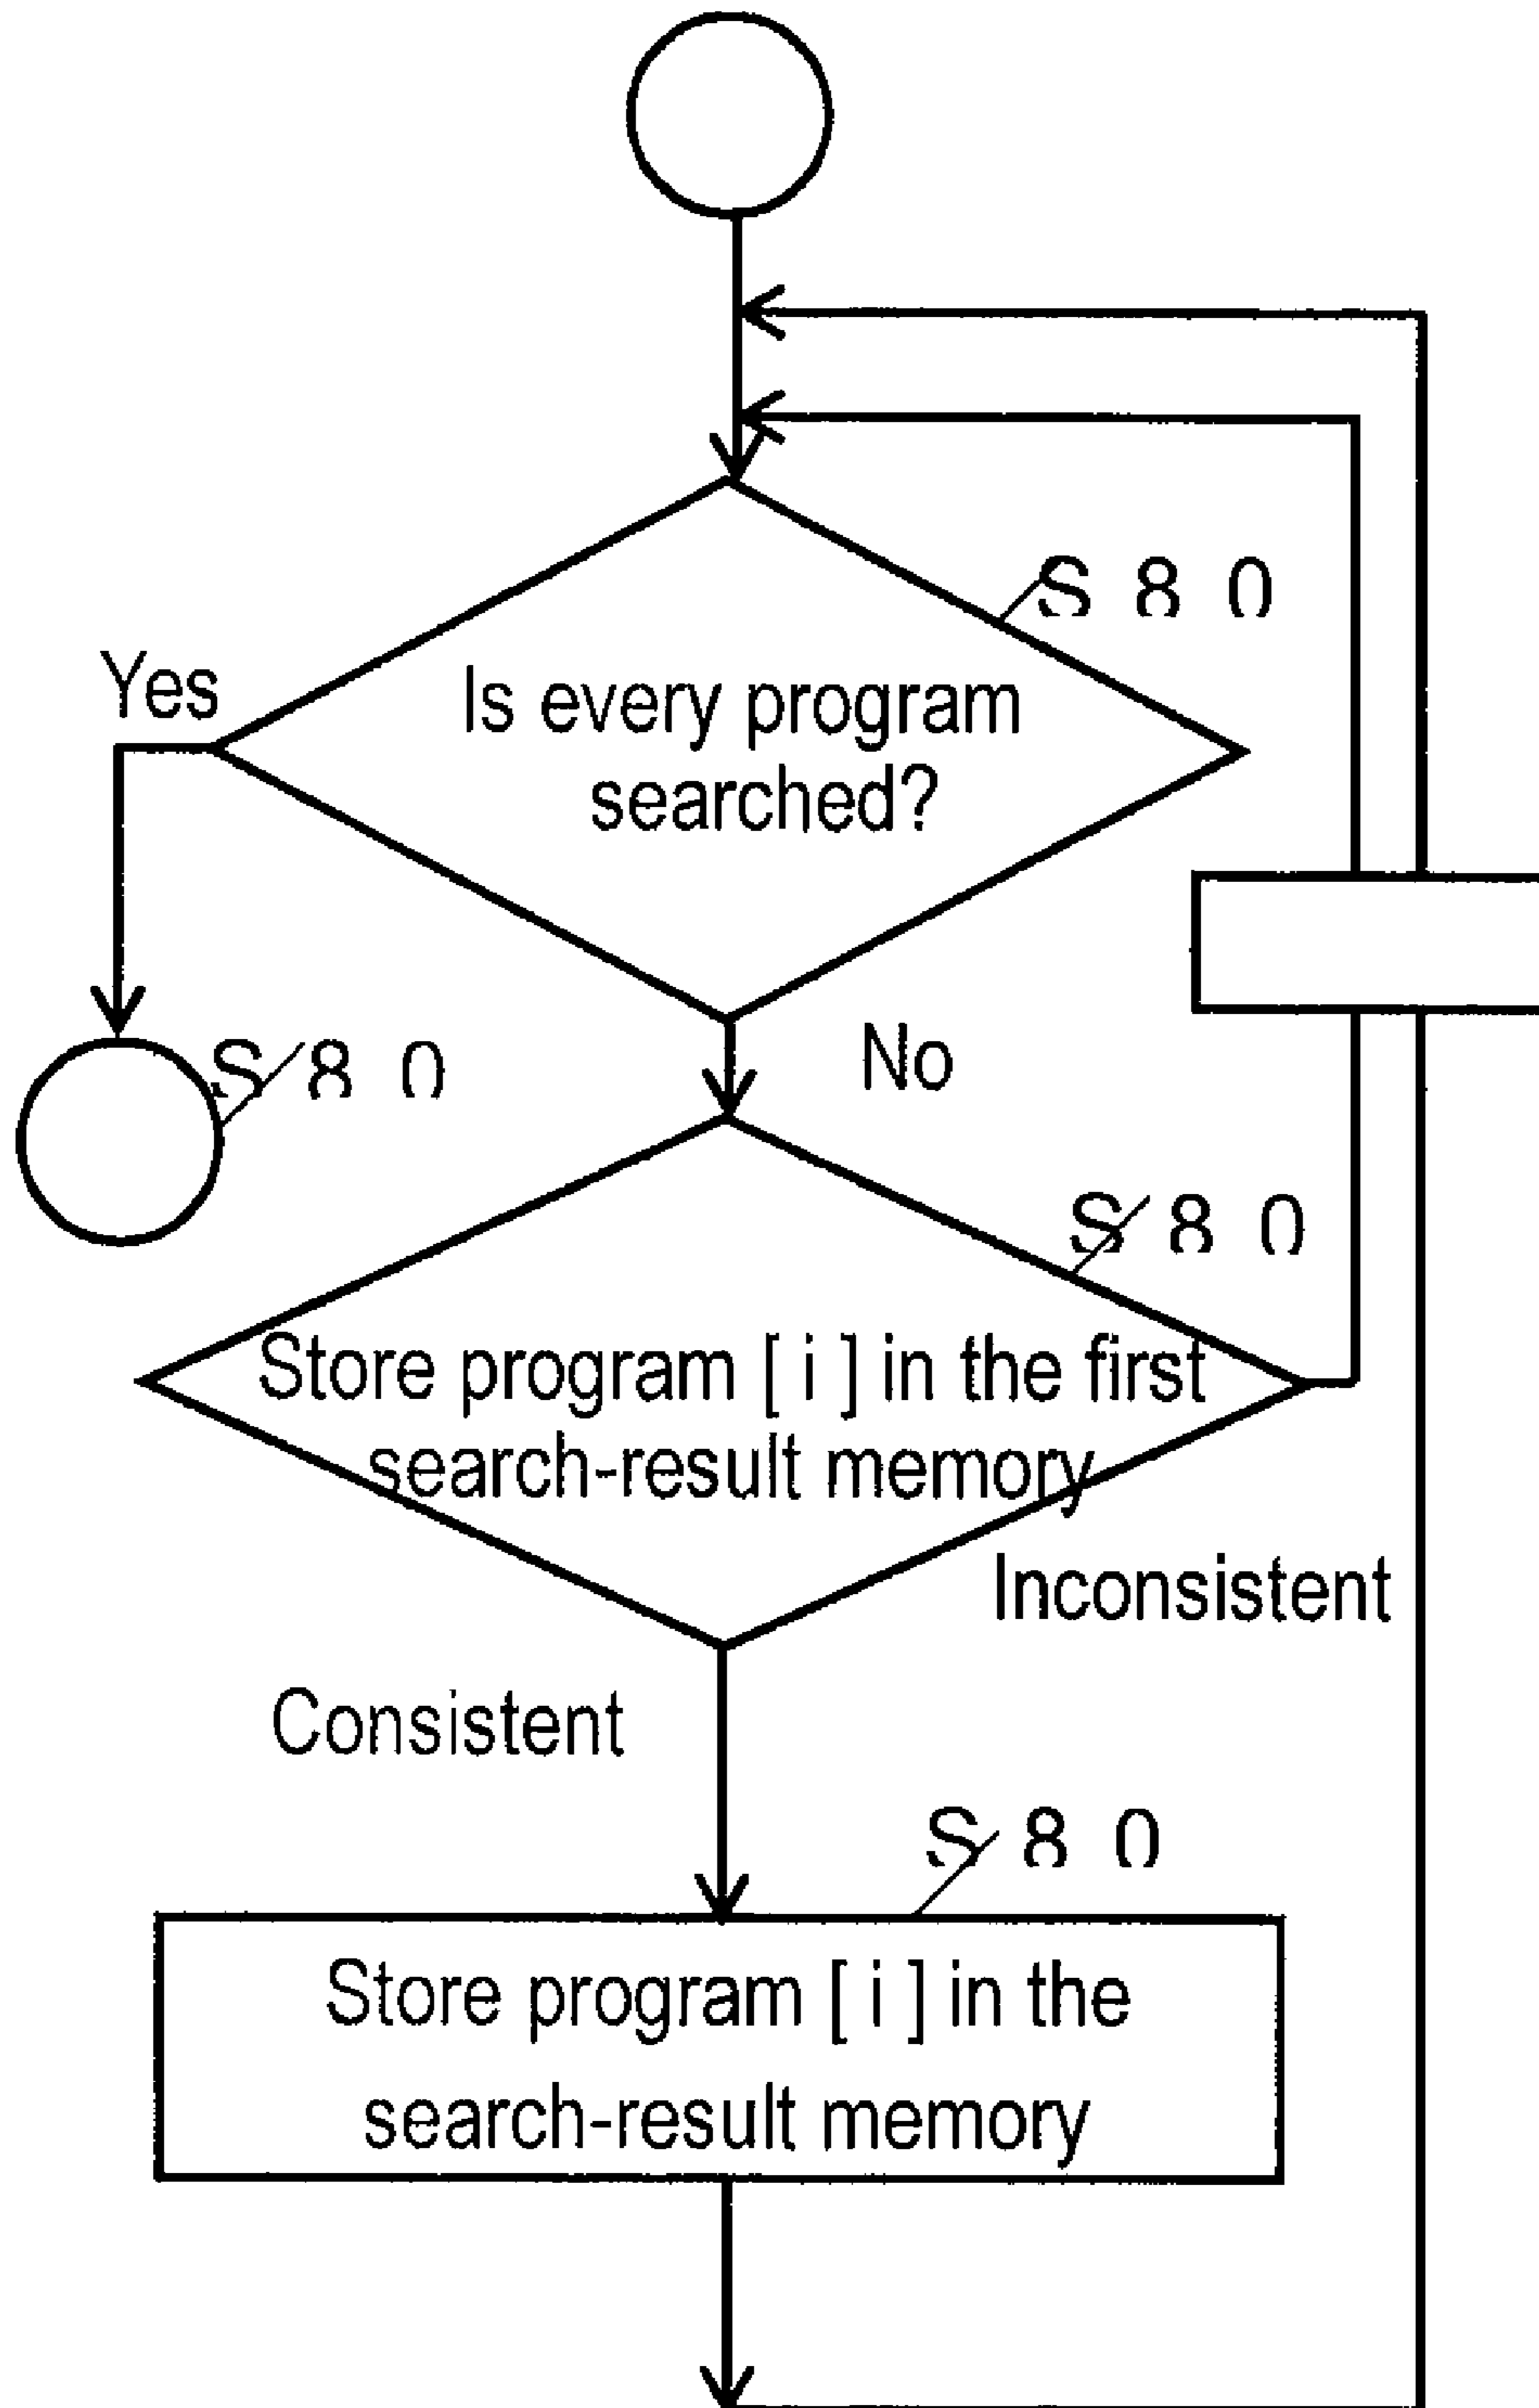 S 8 0
Yes
Is every program
searched?
S 8 0
No
S 8 0
Store program [ i ] in the first
search-result memory
Inconsistent
Consistent
S 8 0
Store program [ i ] in the
search-result memory